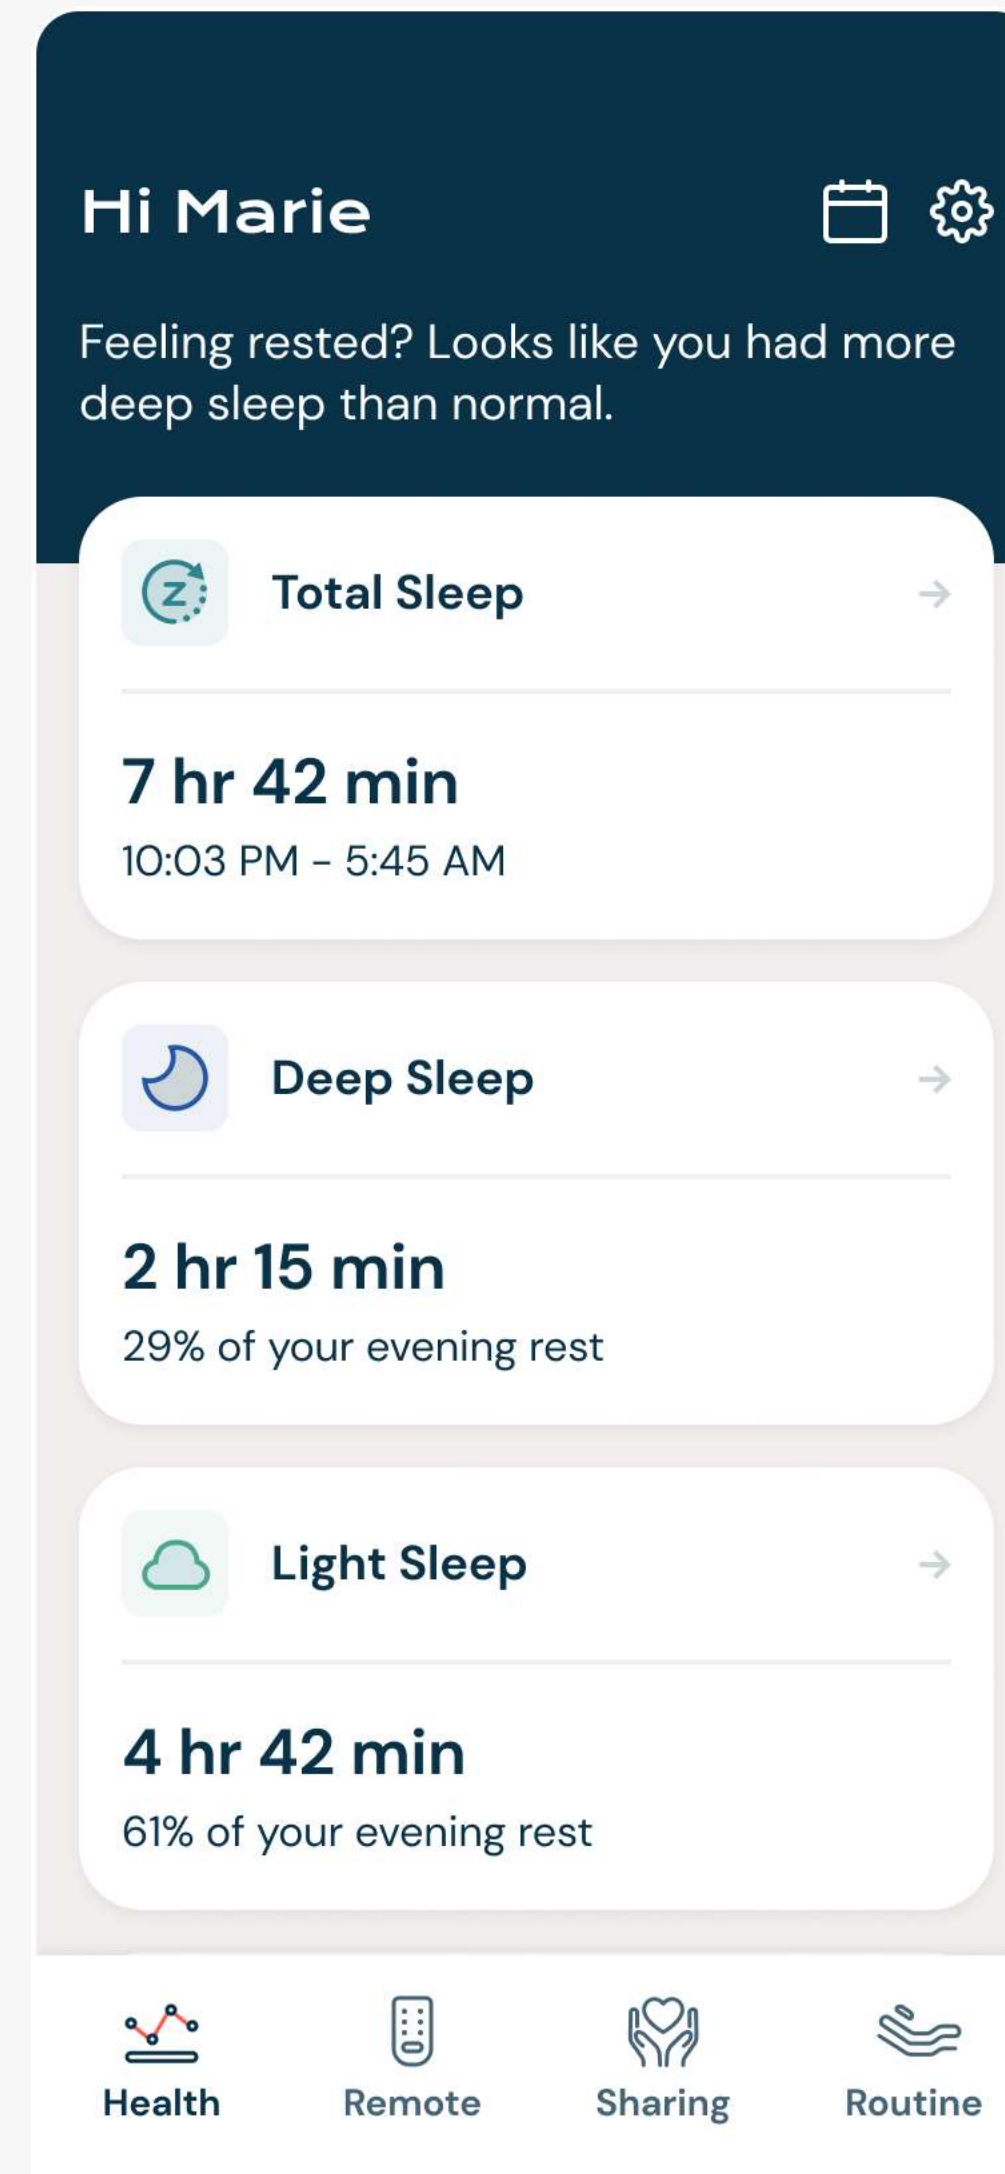 Hi Marie
Feeling rested? Looks like you had more
deep sleep than normal.
Z
Total Sleep
7 hr 42 min
10:03 PM – 5:45 AM
Deep Sleep
2 hr 15 min
29% of your evening rest
Light Sleep
4 hr 42 min
61% of your evening rest
Health Remote Sharing Routine